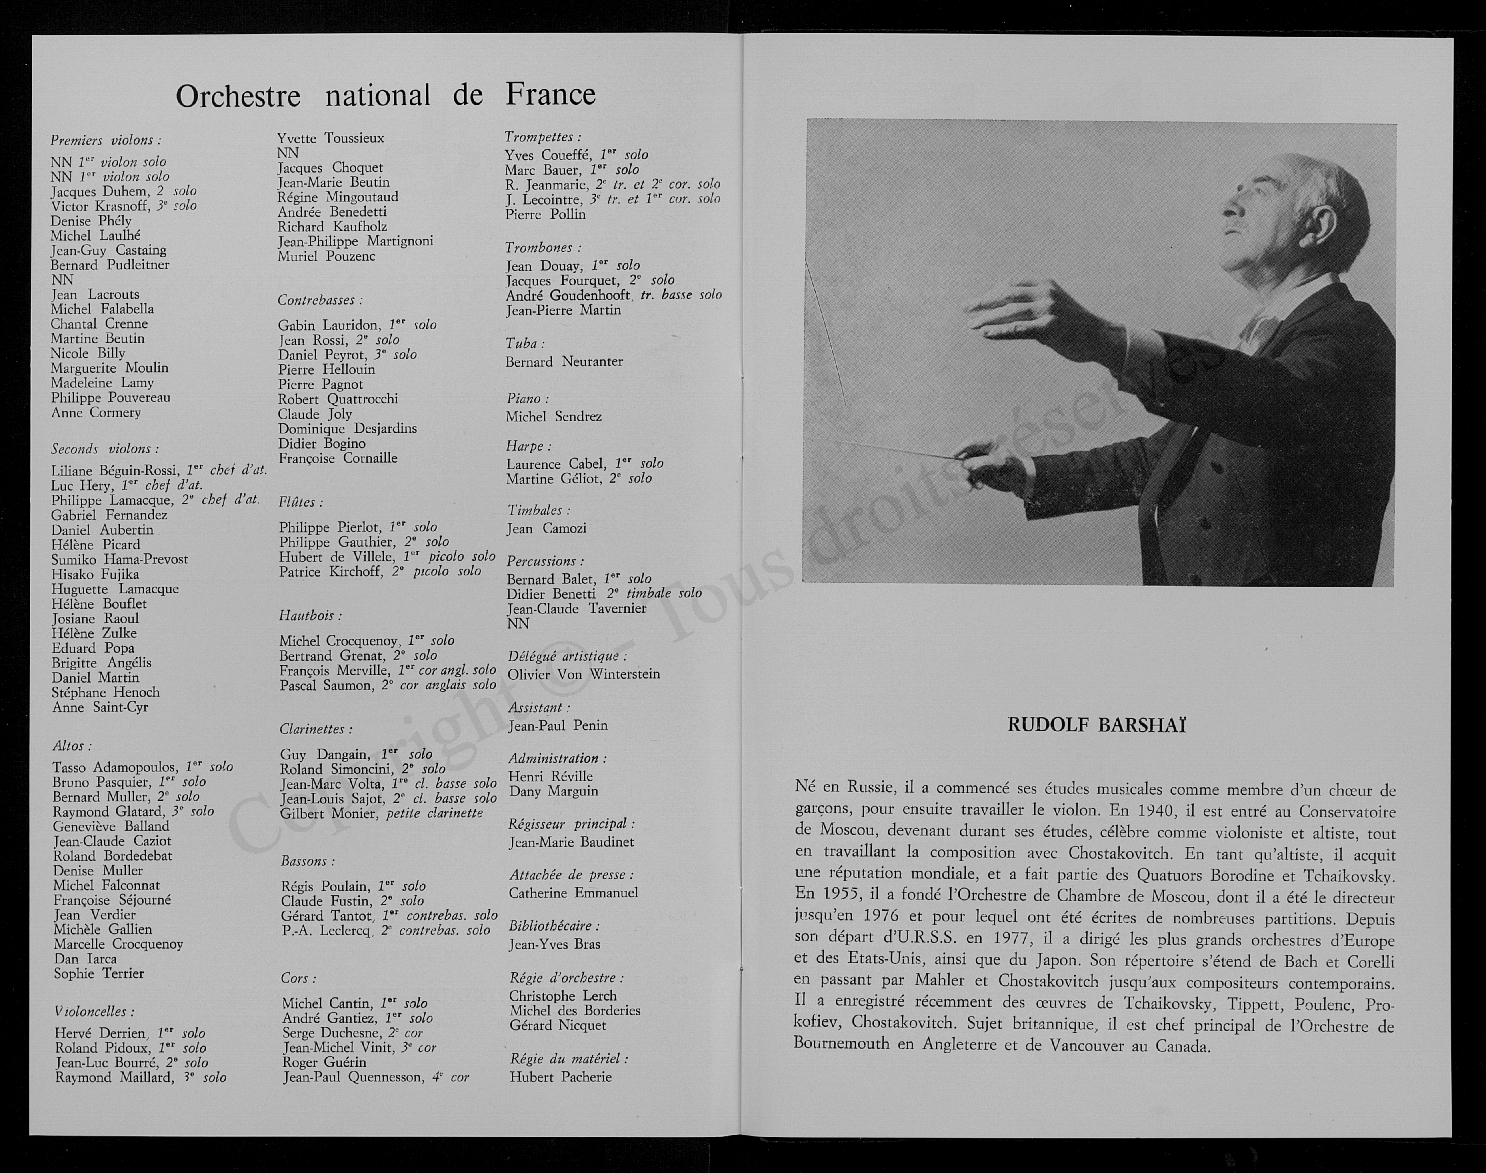 Orchestre national de France
Premiers violons :
NN 1er violon solo
NN 1er violon solo
Jacques Duhem, 2 solo
Victor Krasnoff, 3e solo
Denise Phély
Michel Laulhé
Jean-Guy Castaing
Bernard Pudleitner
NN
Jean Lacrouts
Michel Falabella
Chantal Crenne
Martine Beutin
Nicole Billy
Marguerite Moulin
Madeleine Lamy
Philippe Pouvereau
Anne Cormery
Seconds violons :
Liliane Béguin-Rossi, 1er chef d'at.
Luc Hery, 1er chef d'at.
Philippe Lamacque, 2e chef d'at.
Gabriel Fernandez
Daniel Aubertin
Hélène Picard
Sumiko Hama-Prevost
Hisako Fujika
Huguette Lamacque
Hélène Bouflet
Josiane Raoul
Hélène Zulke
Eduard Popa
Brigitte Angélis
Daniel Martin
Stéphane Henoch
Anne Saint-Cyr
Altos :
Tasso Adamopoulos, 1er solo
Bruno Pasquier, 1er solo
Bernard Muller, 2e solo
Raymond Glatard, 3e solo
Geneviève Balland
Jean-Claude Caziot
Roland Bordedebat
Denise Muller
Michel Falconnat
Françoise Séjourné
Jean Verdier
Michèle Gallien
Marcelle Crocquenoy
Dan Iarca
Sophie Terrier
Violoncelles :
Hervé Derrien, 1er solo
Roland Pidoux, 1er solo
Jean-Luc Bourré, 2e solo
Raymond Maillard, 3e solo
Yvette Toussieux
NN
Jacques Choquet
Jean-Marie Beutin
Régine Mingoutaud
Andrée Benedetti
Richard Kaufholz
Jean-Philippe Martignoni
Muriel Pouzenc
Contrebasses :
Gabin Lauridon, 1er solo
Jean Rossi, 2e solo
Daniel Peyrot, 3e solo
Pierre Hellouin
Pierre Pagnot
Robert Quattrocchi
Claude Joly
Dominique Desjardins
Didier Bogino
Françoise Cornaille
Flûtes :
Philippe Pierlot, 1er solo
Philippe Gauthier, 2e solo
Hubert de Villele, 1er picolo solo
Patrice Kirchoff, 2e picolo solo
Hautbois :
Michel Crocquenoy, 1er solo
Bertrand Grenat, 2e solo
François Merville, 1er cor angl. solo
Pascal Saumon, 2e cor anglais solo
Clarinettes :
Guy Dangain, 1er solo
Roland Simoncini, 2e solo
Jean-Marc Volta, 1re cl. basse solo
Jean-Louis Sajot, 2e cl. basse solo
Gilbert Monier, petite clarinette
Bassons :
Régis Poulain, 1er solo
Claude Fustin, 2e solo
Gérard Tantot, 1er contrebas. solo
P.-A. Leclercq, 2e contrebas. solo
Cors :
Michel Cantin, 1er solo
André Gantiez, 1er solo
Serge Duchesne, 2e cor
Jean-Michel Vinit, 3e cor
Roger Guérin
Jean-Paul Quennesson, 4e cor
Trompettes :
Yves Coueffé, 1er solo
Marc Bauer, 1er solo
R. Jeanmarie, 2e tr. et 2e cor. solo
J. Lecointre, 3e tr. et 1er cor. solo
Pierre Pollin
Trombones :
Jean Douay, 1er solo
Jacques Fourquet, 2e solo
André Goudenhooft, tr. basse solo
Jean-Pierre Martin
Tuba :
Bernard Neuranter
Piano :
Michel Sendrez
Harpe :
Laurence Cabel, 1er solo
Martine Géliot, 2e solo
Timbales :
Jean Camozi
Percussions :
Bernard Balet, 1er solo
Didier Benetti 2e timbale solo
Jean-Claude Tavernier
NN
Délégué artistique :
Olivier Von Winterstein
Assistant :
Jean-Paul Penin
Administration :
Henri Réville
Dany Marguin
Régisseur principal :
Jean-Marie Baudinet
Attachée de presse :
Catherine Emmanuel
Bibliothécaire :
Jean-Yves Bras
Régie d'orchestre :
Christophe Lerch
Michel des Borderies
Gérard Nicquet
Régie du matériel :
Hubert Pacherie
RUDOLF BARSHAÏ
Né en Russie, il a commencé ses études musicales comme membre d'un chœur de
garçons, pour ensuite travailler le violon. En 1940, il est entré au Conservatoire
de Moscou, devenant durant ses études, célèbre comme violoniste et altiste, tout
en travaillant la composition avec Chostakovitch. En tant qu'altiste, il acquit
une réputation mondiale, et a fait partie des Quatuors Borodine et Tchaikovsky.
En 1955, il a fondé l'Orchestre de Chambre de Moscou, dont il a été le directeur
jusqu'en 1976 et pour lequel ont été écrites de nombreuses partitions. Depuis
son départ d'U.R.S.S. en 1977, il a dirigé les plus grands orchestres d'Europe
et des Etats-Unis, ainsi que du Japon. Son répertoire s'étend de Bach et Corelli
en passant par Mahler et Chostakovitch jusqu'aux compositeurs contemporains.
Il a enregistré récemment des œuvres de Tchaikovsky, Tippett, Poulenc, Pro-
kofiev, Chostakovitch. Sujet britannique, il est chef principal de l'Orchestre de
Bournemouth en Angleterre et de Vancouver au Canada.
Copyright © - Tous droits réservés